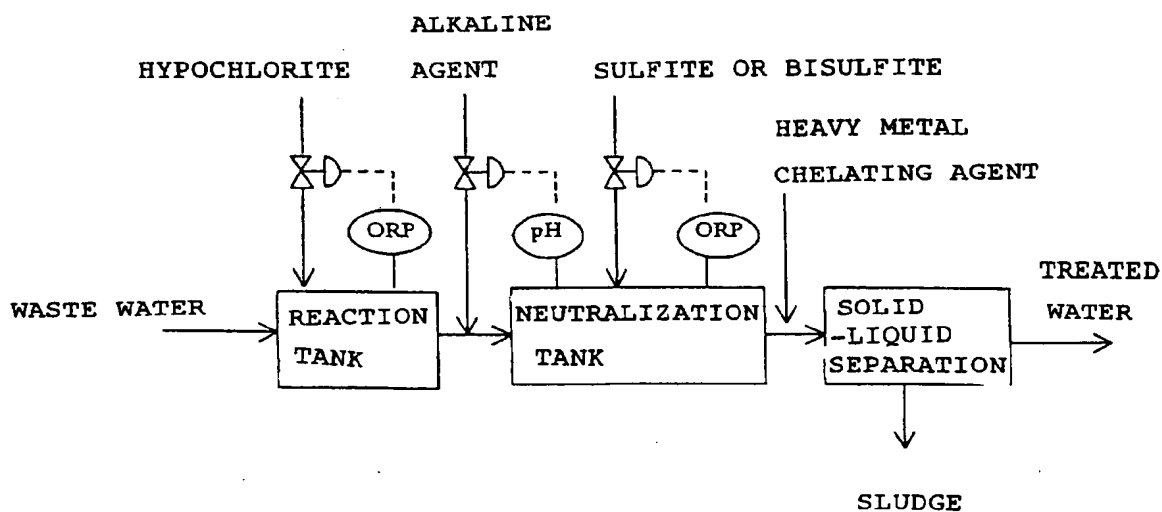 ALKALINE
AGENT
HYPOCHLORITE
SULFITE OR BISULFITE
HEAVY METAL
CHELATING AGENT
ORP
pH
ORP
WASTE WATER
REACTION
TANK
NEUTRALIZATION
TANK
SOLID
-LIQUID
SEPARATION
TREATED
WATER
SLUDGE